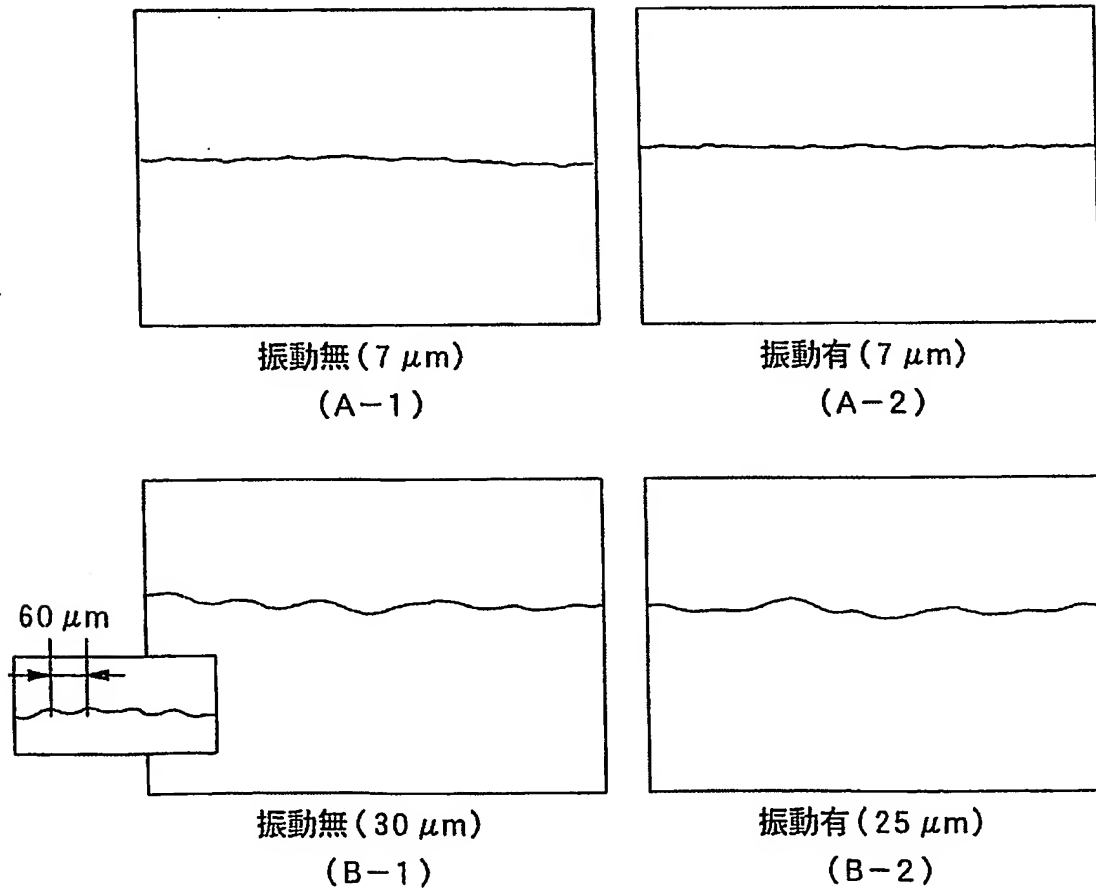 振動無(7 μm)
(A-1)
振動有(7 μm)
(A-2)
60 μm
振動無(30 μm)
(B-1)
振動有(25 μm)
(B-2)